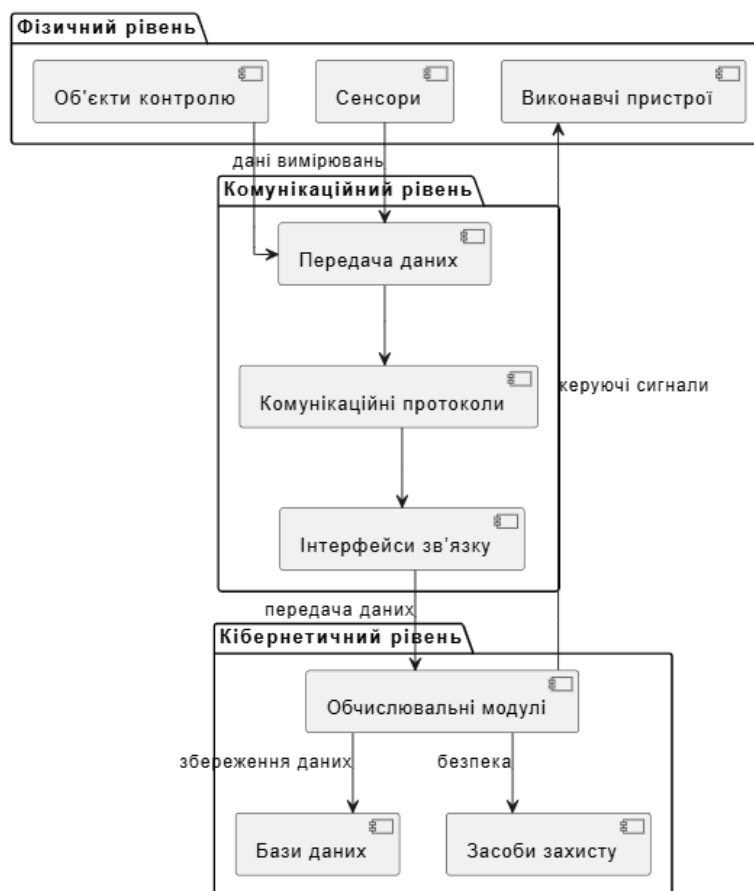 Фізичний рівень
Об'єкти контролю
Сенсори
Виконавчі пристрої
дані вимірювань
Комунікаційний рівень
Передача даних
Комунікаційні протоколи
керуючі сигнали
Інтерфейси зв'язку
передача даних
Кібернетичний рівень
Обчислювальні модулі
збереження даних
безпека
Бази даних
Засоби захисту